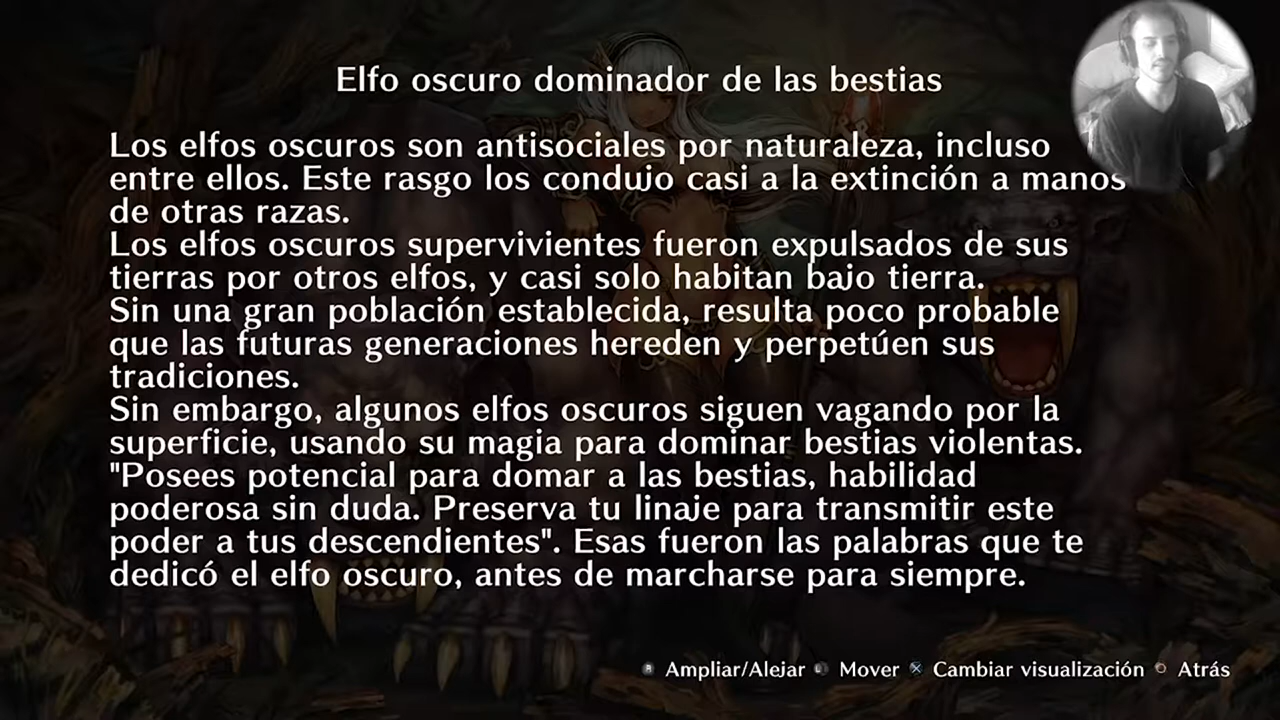 Elfo oscuro dominador de las bestias
Los elfos oscuros son antisociales por naturaleza, incluso
entre ellos. Este rasgo los condujo casi a la extinción a manos
de otras razas.
Los elfos oscuros supervivientes fueron expulsados de sus
tierras por otros elfos, y casi solo habitan bajo tierra.
Sin una gran población establecida, resulta poco probable
que las futuras generaciones hereden y perpetúen sus
tradiciones.
Sin embargo, algunos elfos oscuros siguen vagando por la
superficie, usando su magia para dominar bestias violentas.
"Posees potencial para domar a las bestias, habilidad
poderosa sin duda. Preserva tu linaje para transmitir este
poder a tus descendientes". Esas fueron las palabras que te
dedicó el elfo oscuro, antes de marcharse para siempre.
R Ampliar/Alejar L Mover Cambiar visualización Atrás